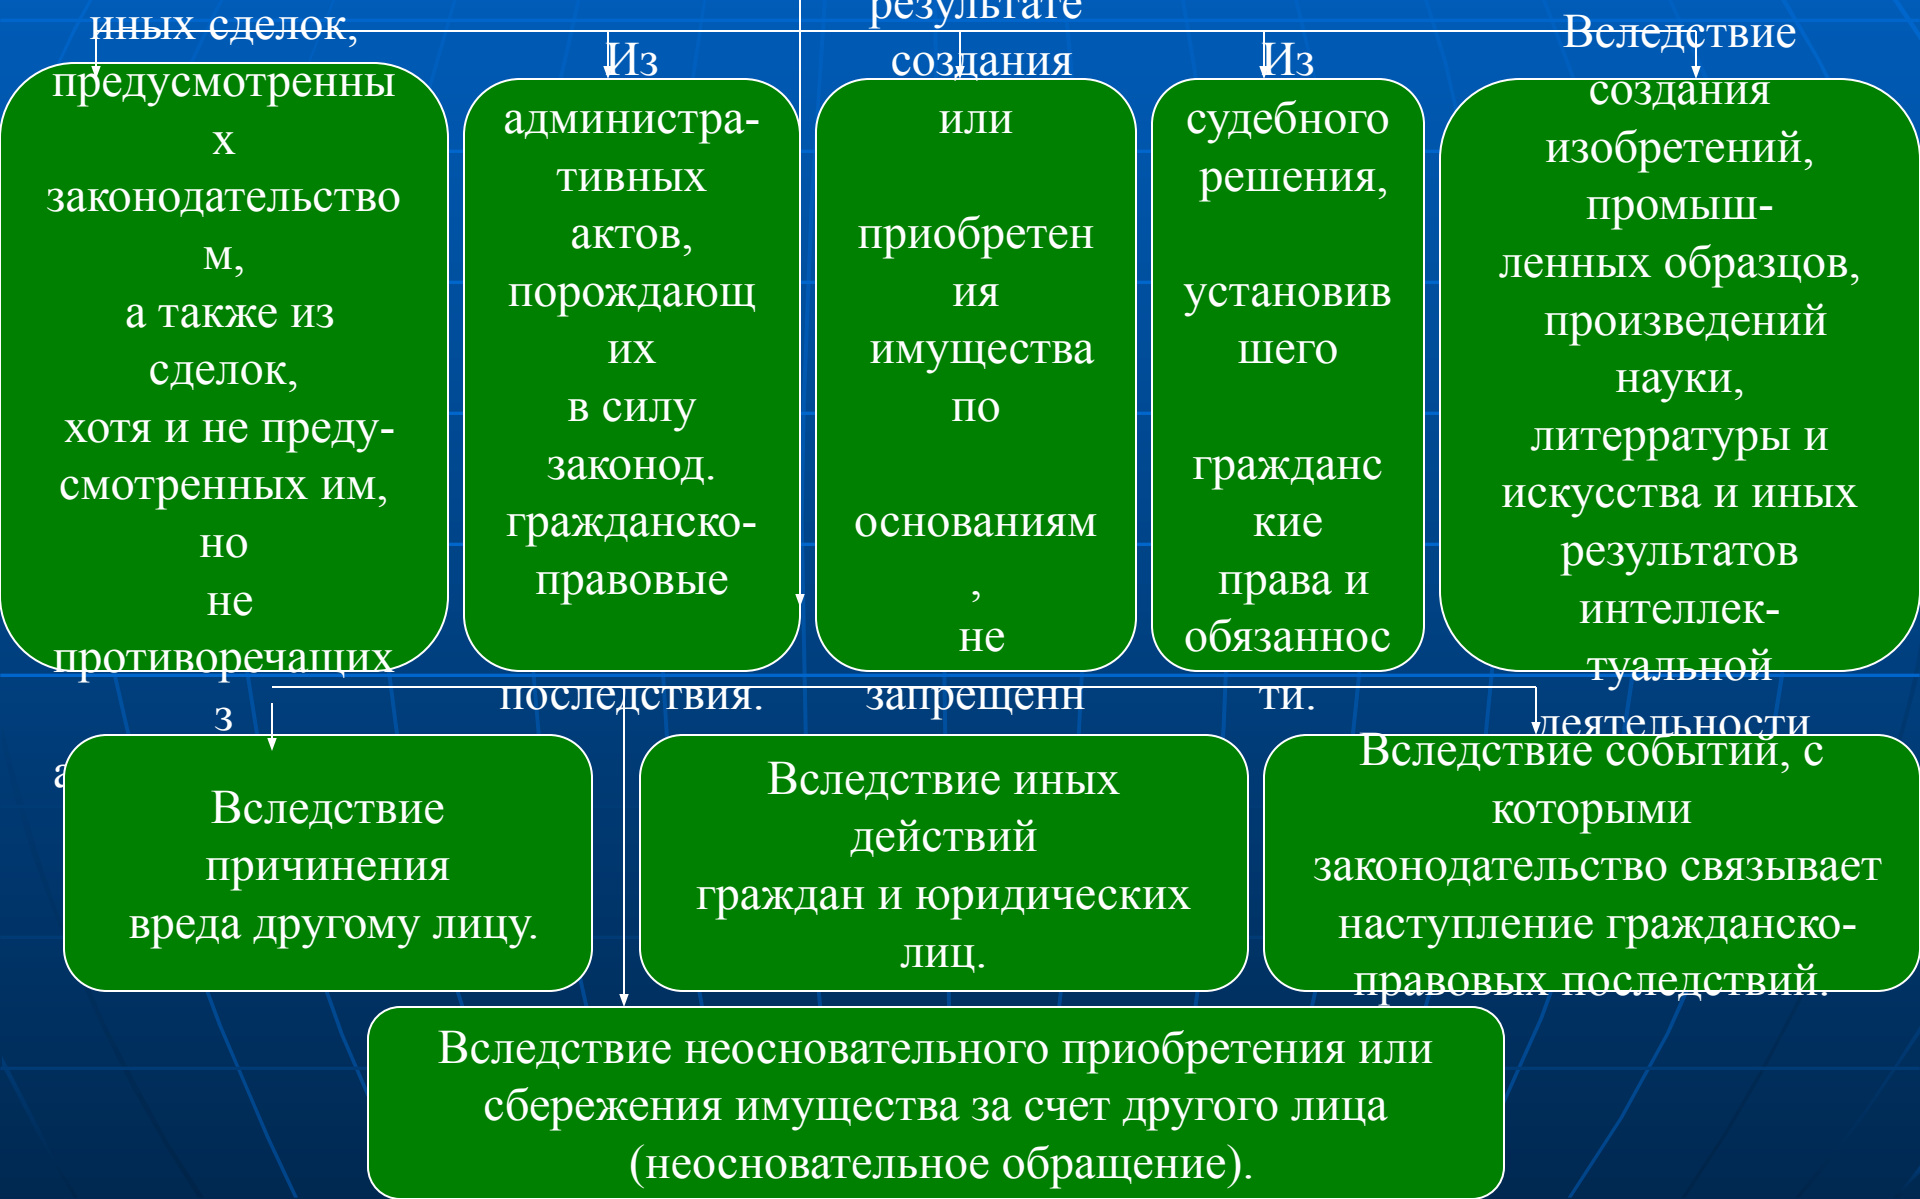 иных сделок,
предусмотренны
х
законодательство
м,
а также из
сделок,
хотя и не преду-
смотренных им,
но
не
противоречащих
з
Из
администра-
тивных
актов,
порождающ
их
в силу
законод.
гражданско-
правовые
последствия.
результате
создания
или
приобретен
ия
имущества
по
основаниям
,
не
запрещенн
Из
судебного
решения,
установив
шего
гражданс
кие
права и
обязаннос
ти.
Вследствие
создания
изобретений,
промыш-
ленных образцов,
произведений
науки,
литерратуры и
искусства и иных
результатов
интеллек-
туальной
деятельности
Вследствие
причинения
вреда другому лицу.
Вследствие иных
действий
граждан и юридических
лиц.
Вследствие событий, с
которыми
законодательство связывает
наступление гражданско-
правовых последствий.
Вследствие неосновательного приобретения или
сбережения имущества за счет другого лица
(неосновательное обращение).